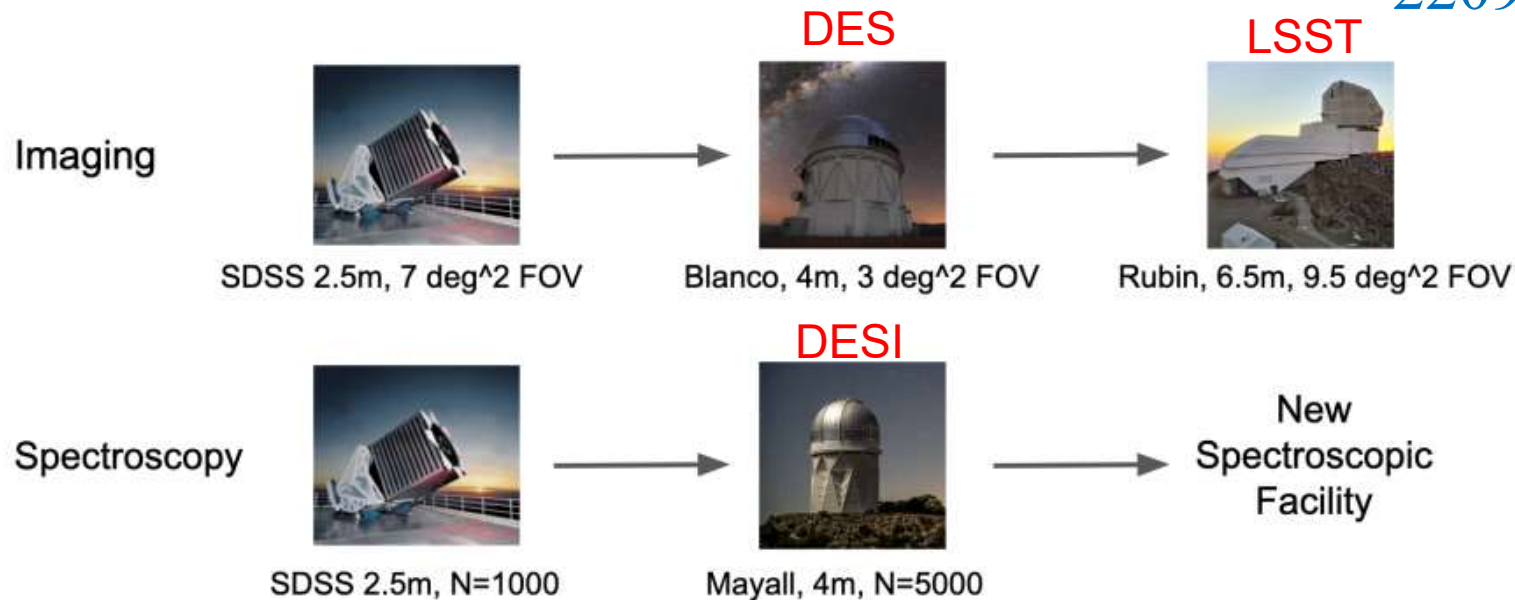 DES
LSST
Imaging
SDSS 2.5m, 7 deg^2 FOV
Blanco, 4m, 3 deg^2 FOV
Rubin, 6.5m, 9.5 deg^2 FOV
DESI
Spectroscopy
New
Spectroscopic
Facility
SDSS 2.5m, N=1000
Mayall, 4m, N=5000